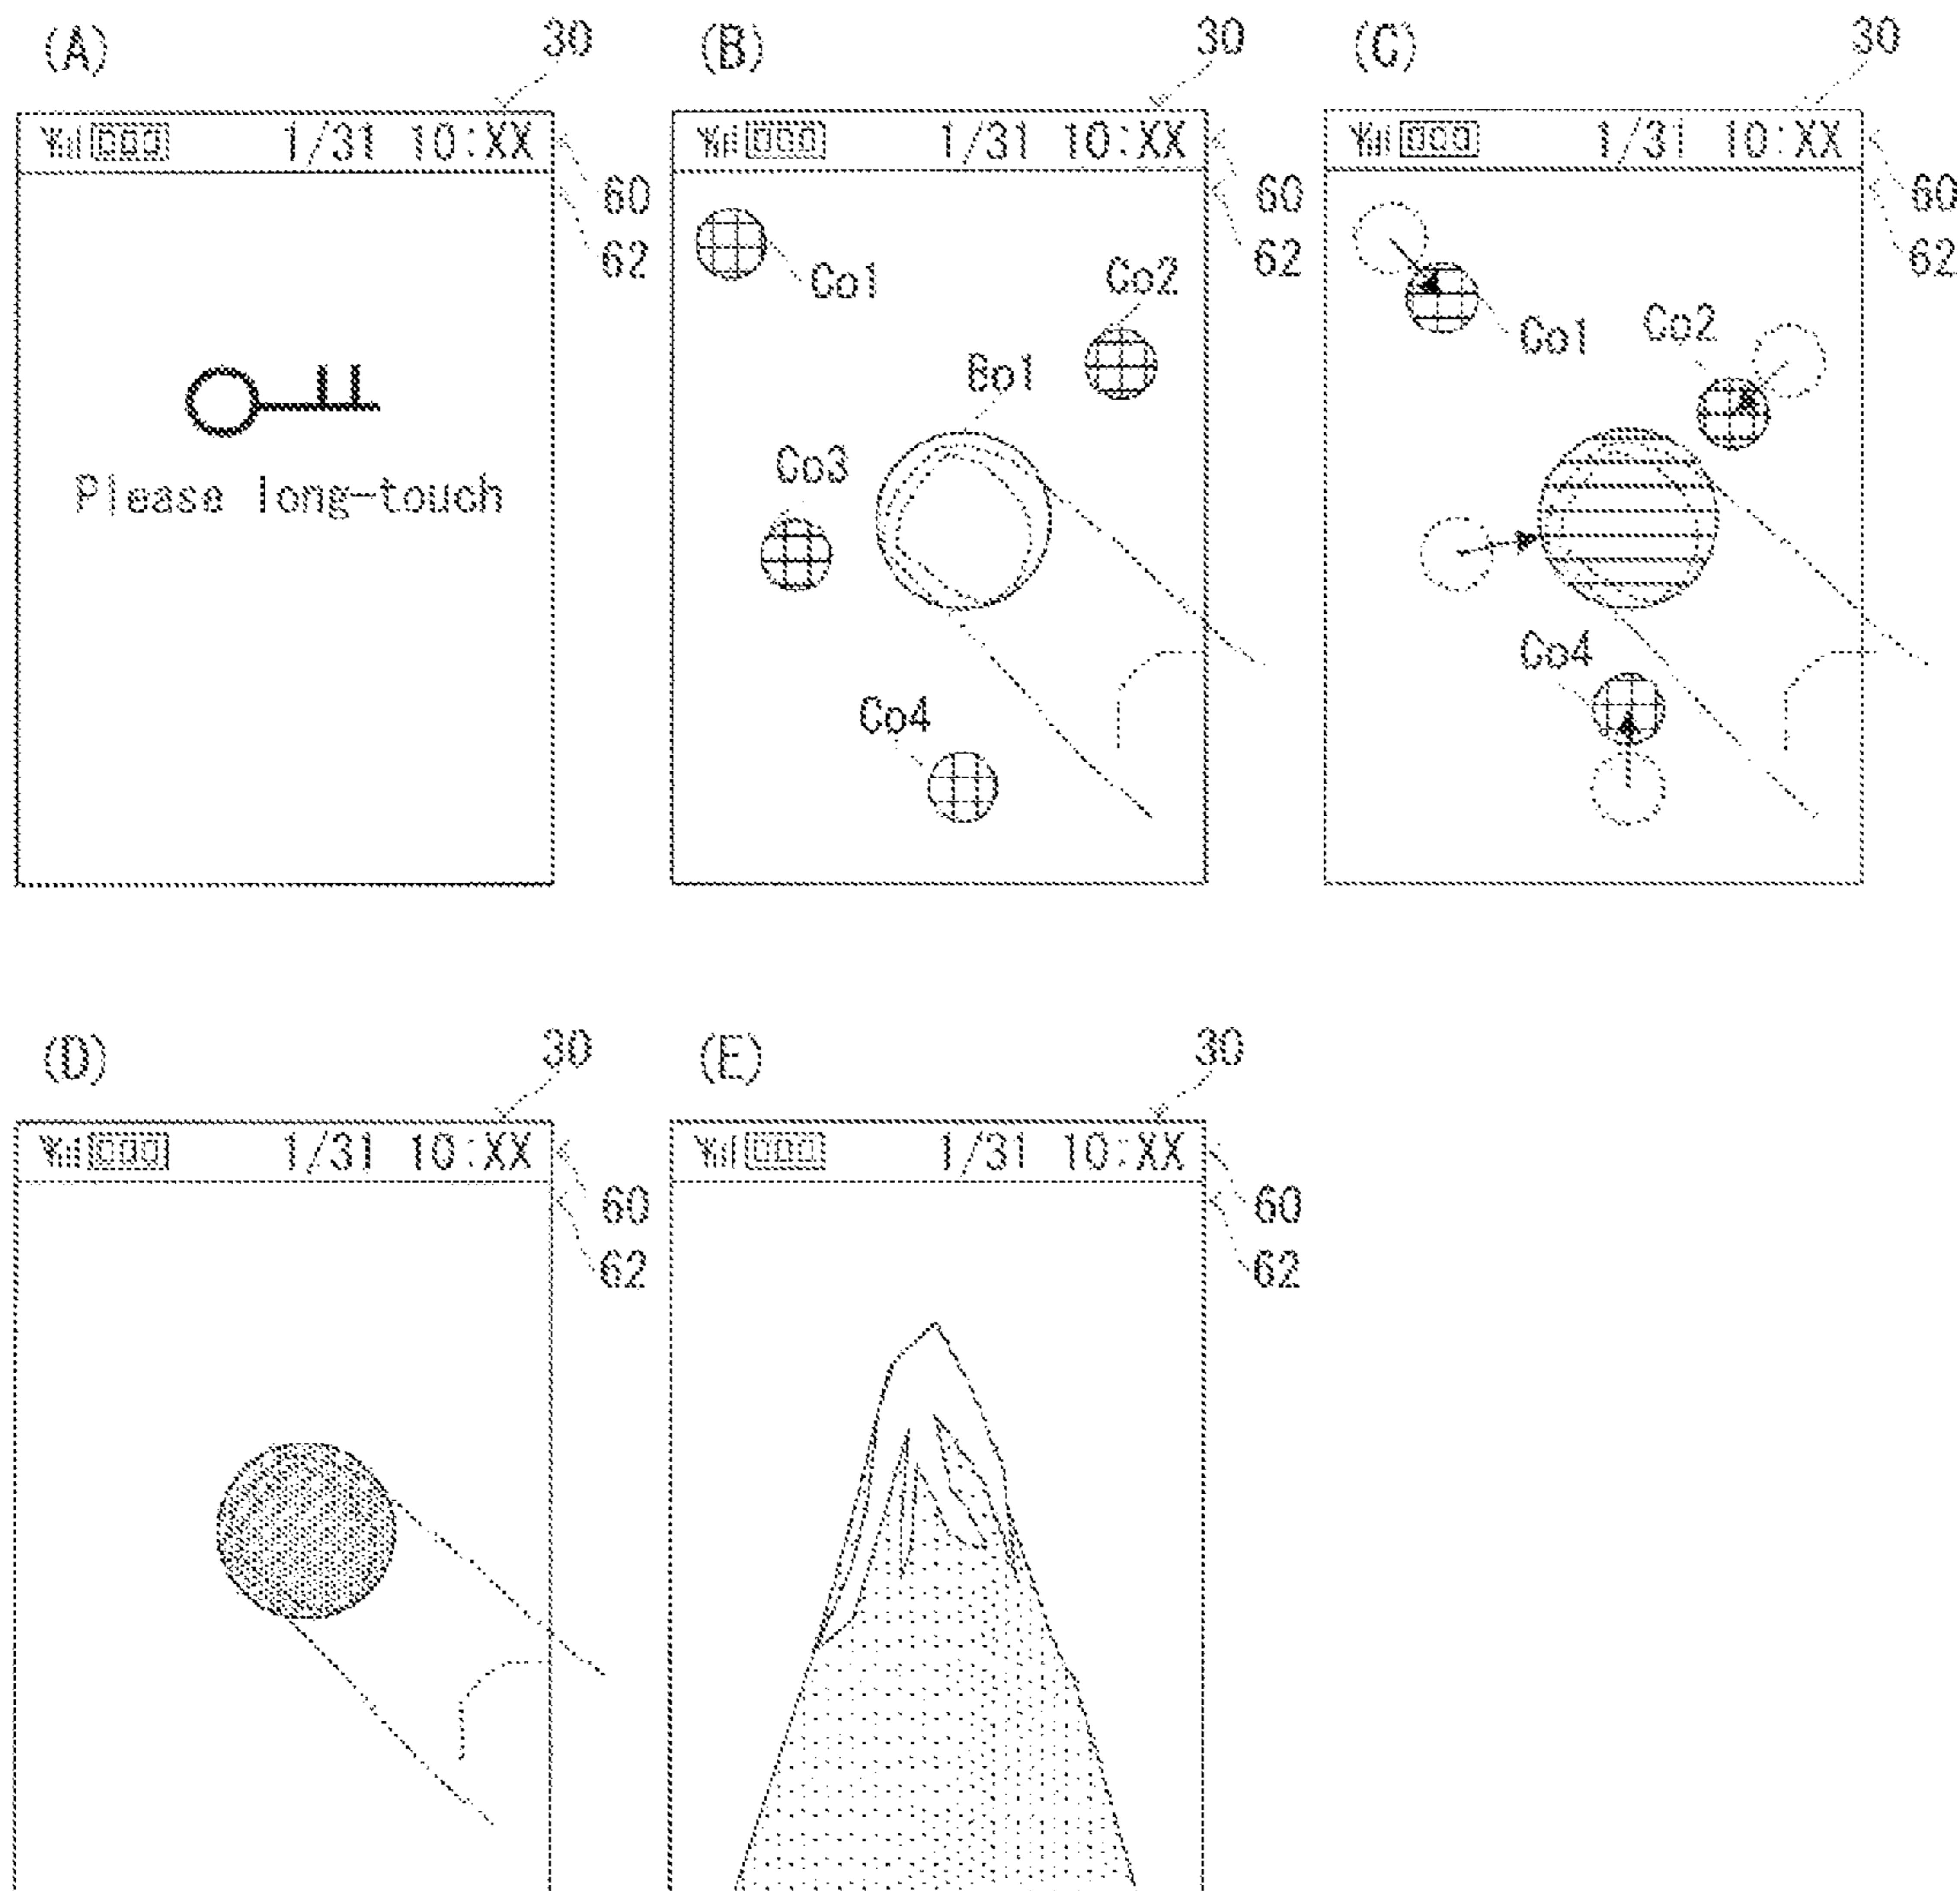 (A)
30
1/31 10:XX
60
62
Please long-touch
(B)
30
1/31 10:XX
60
62
Co1
Co2
Bo1
Co3
Co4
(C)
30
1/31 10:XX
60
62
Co1
Co2
Co4
(D)
30
1/31 10:XX
60
62
(E)
30
1/31 10:XX
60
62